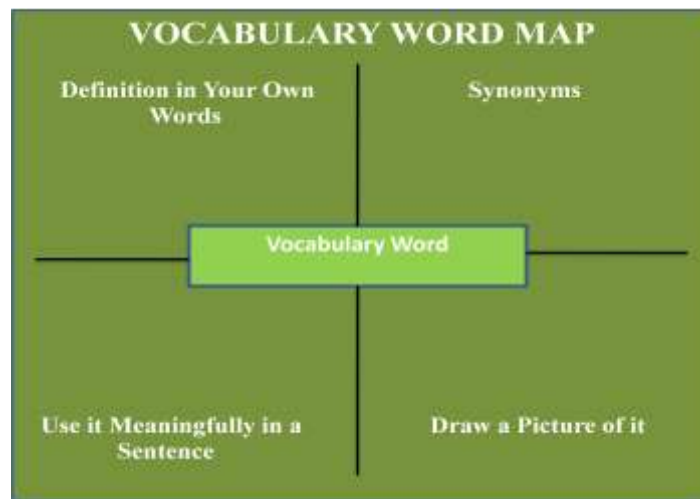 VOCABULARY WORD MAP
Definition in Your Own
Words
Synonyms
Vocabulary Word
Use it Meaningfully in a
Sentence
Draw a Picture of it